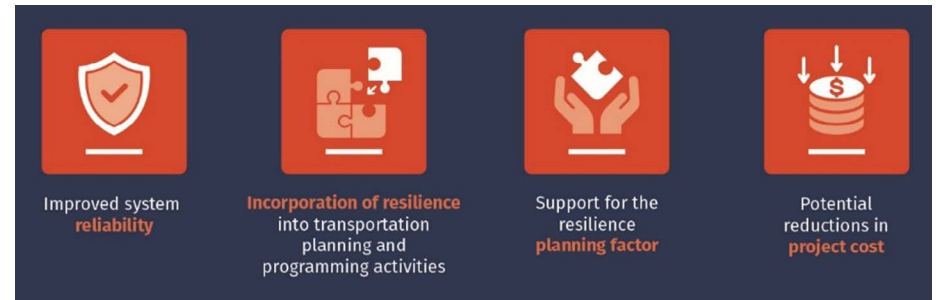 $
Improved system
reliability
Incorporation of resilience
into transportation
planning and
programming activities
Support for the
resilience
planning factor
Potential
reductions in
project cost